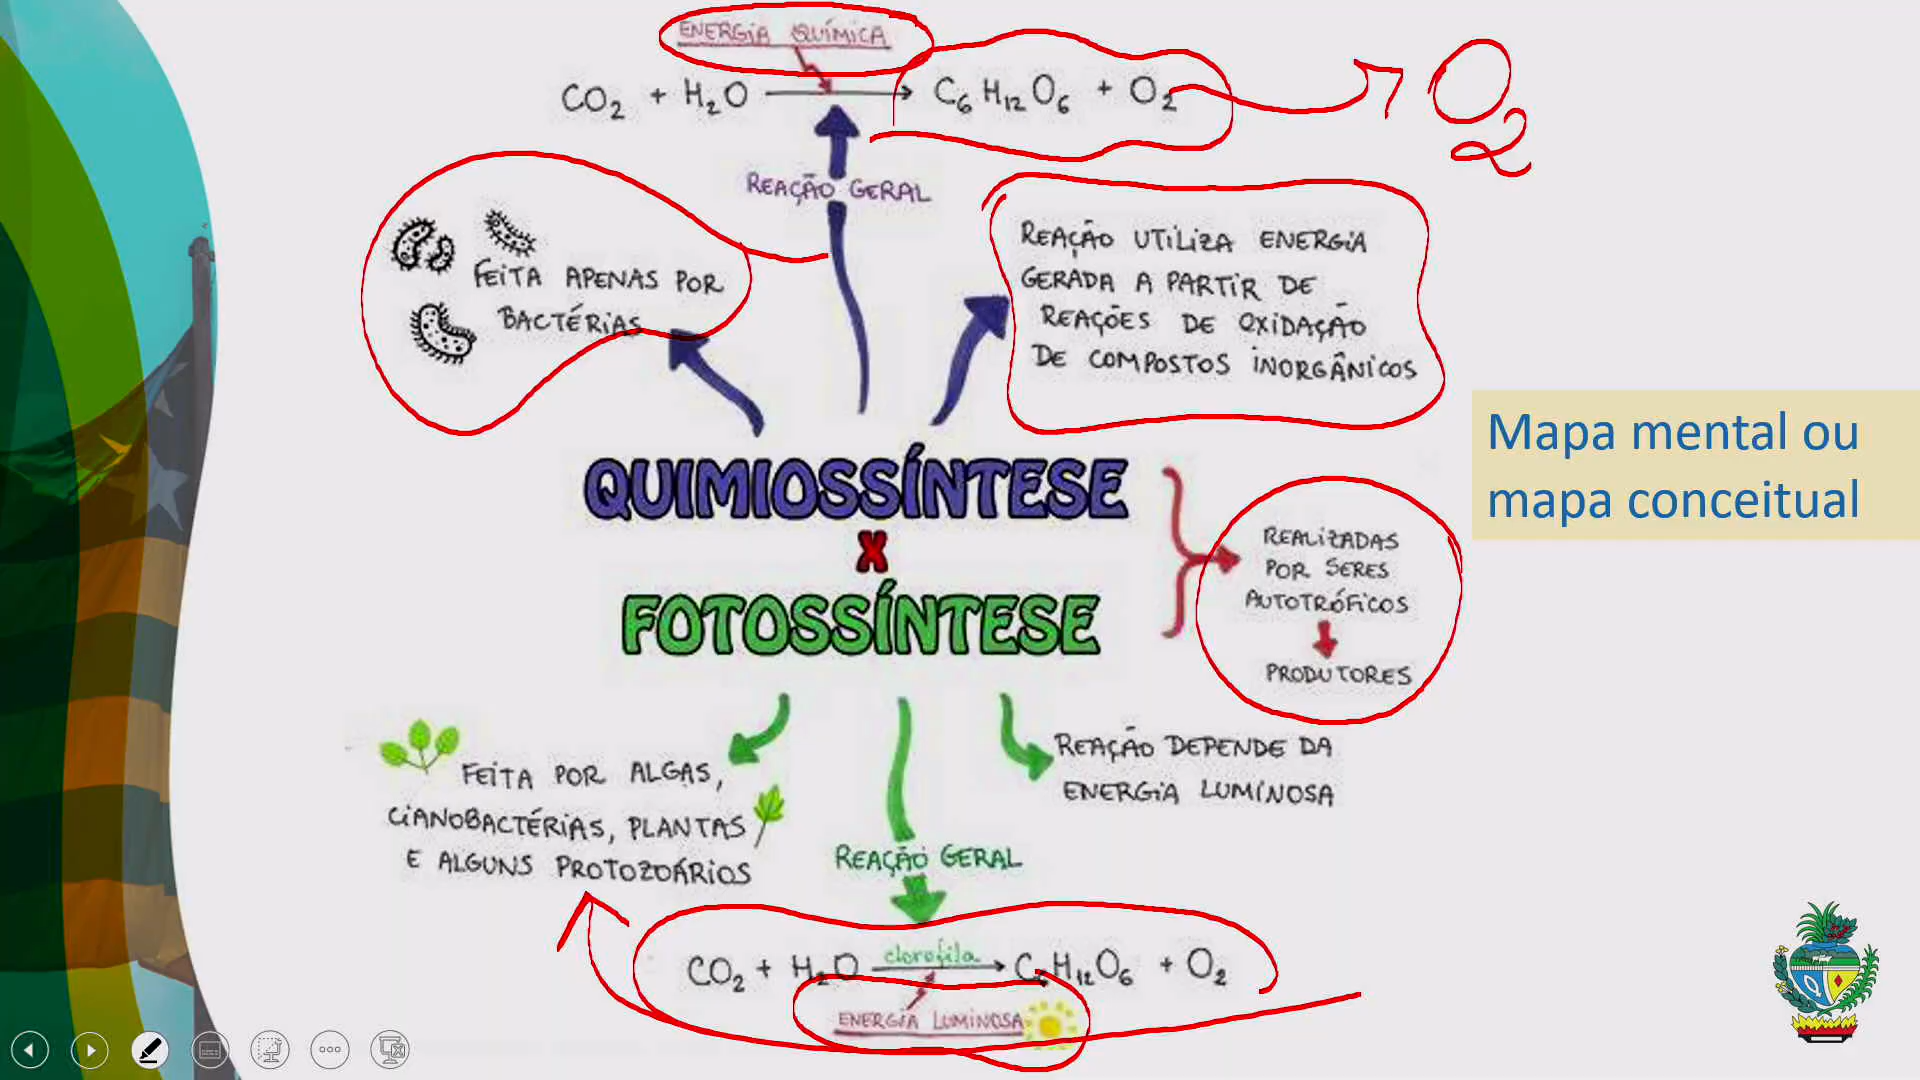 ENERGIA QUÍMICA
CO₂ + H₂O → C₆H₁₂O₆ + O₂
O₂
REAÇÃO GERAL
FEITA APENAS POR
BACTÉRIAS
REAÇÃO UTILIZA ENERGIA
GERADA A PARTIR DE
REAÇÕES DE OXIDAÇÃO
DE COMPOSTOS INORGÂNICOS
Mapa mental ou
mapa conceitual
QUIMIOSSÍNTESE
X
FOTOSSÍNTESE
REALIZADAS
POR SERES
AUTOTRÓFICOS
PRODUTORES
FEITA POR ALGAS,
CIANOBACTÉRIAS, PLANTAS
E ALGUNS PROTOZOÁRIOS
REAÇÃO DEPENDE DA
ENERGIA LUMINOSA
REAÇÃO GERAL
clorofila
CO₂ + H₂O → C₆H₁₂O₆ + O₂
ENERGIA LUMINOSA